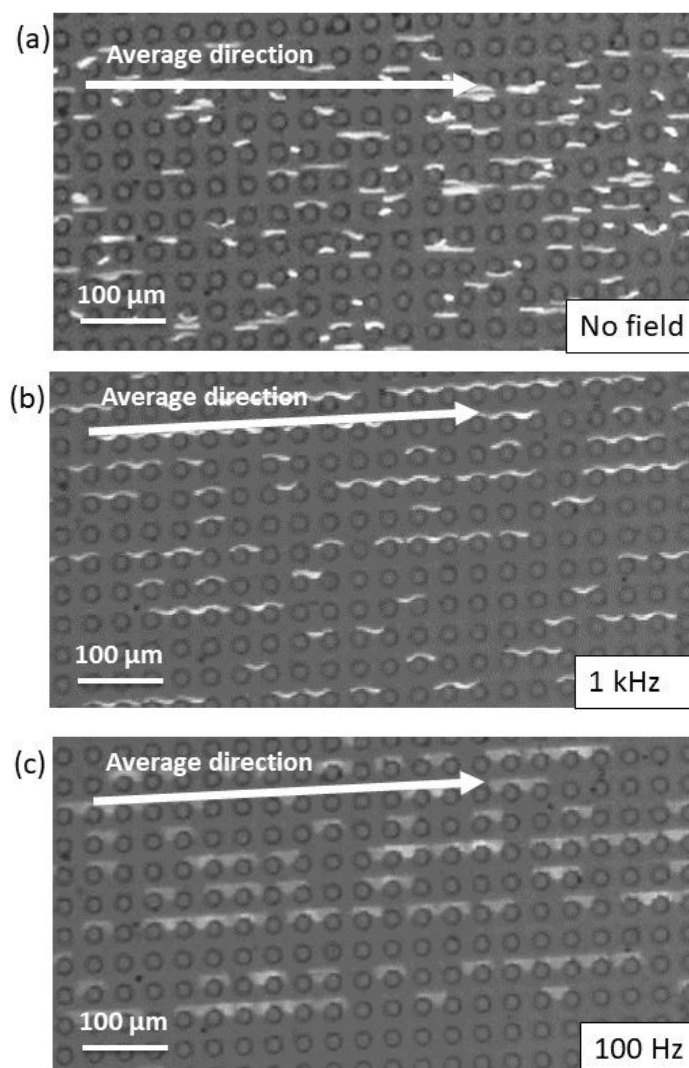 (a)
Average direction
100 μm
No field
(b)
Average direction
100 μm
1 kHz
(c)
Average direction
100 μm
100 Hz